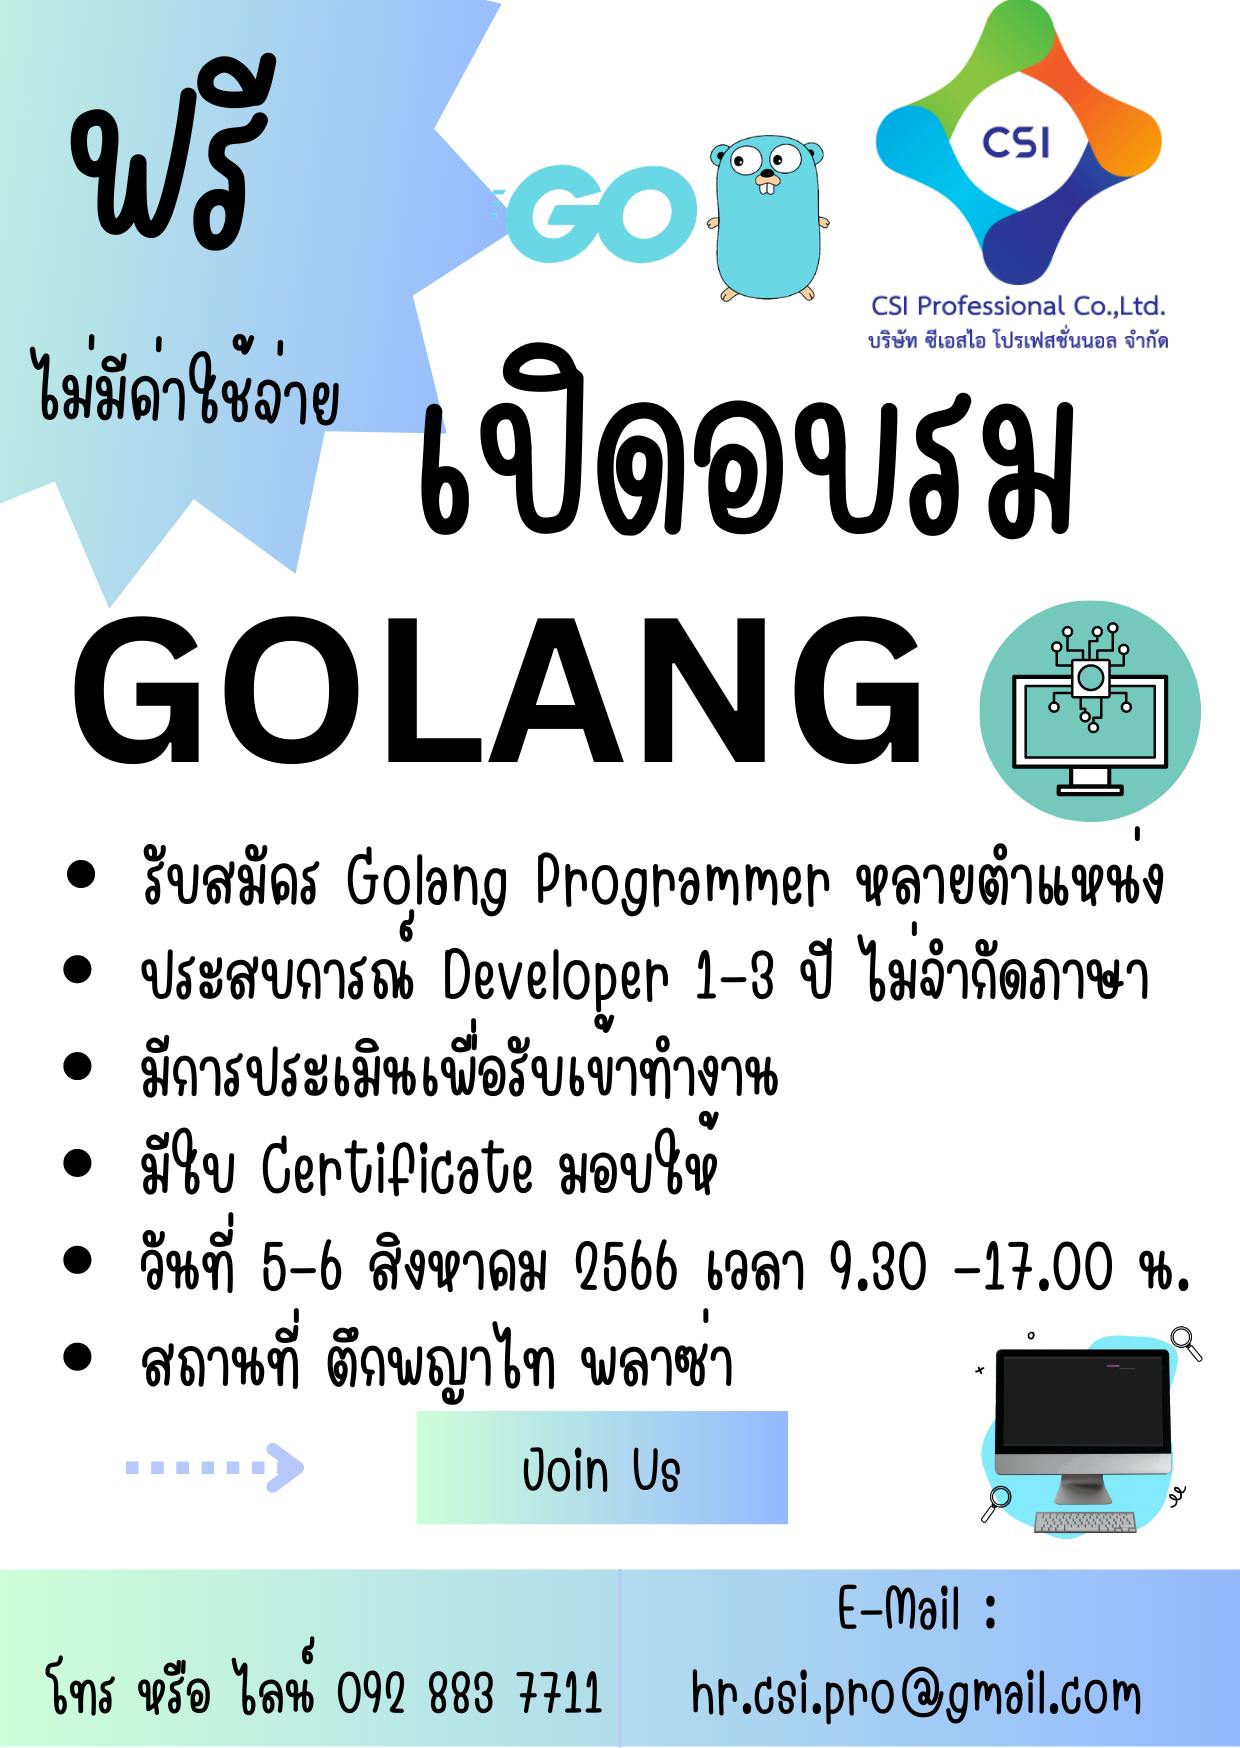 ฟรี
ไม่มีค่าใช้จ่าย
GO
CSI
CSI Professional Co.,Ltd.
บริษัท ซีเอสไอ โปรเฟสชั่นนอล จำกัด
เปิดอบรม
GOLANG
• รับสมัคร Golang Programmer หลายตำแหน่ง
• ประสบการณ์ Developer 1-3 ปี ไม่จำกัดภาษา
• มีการประเมินเพื่อรับเข้าทำงาน
• มีใบ Certificate มอบให้
• วันที่ 5-6 สิงหาคม 2566 เวลา 9.30 -17.00 น.
• สถานที่ ตึกพญาไท พลาซ่า
Join Us
โทร หรือ ไลน์ 092 883 7711
E-Mail :
hr.csi.pro@gmail.com